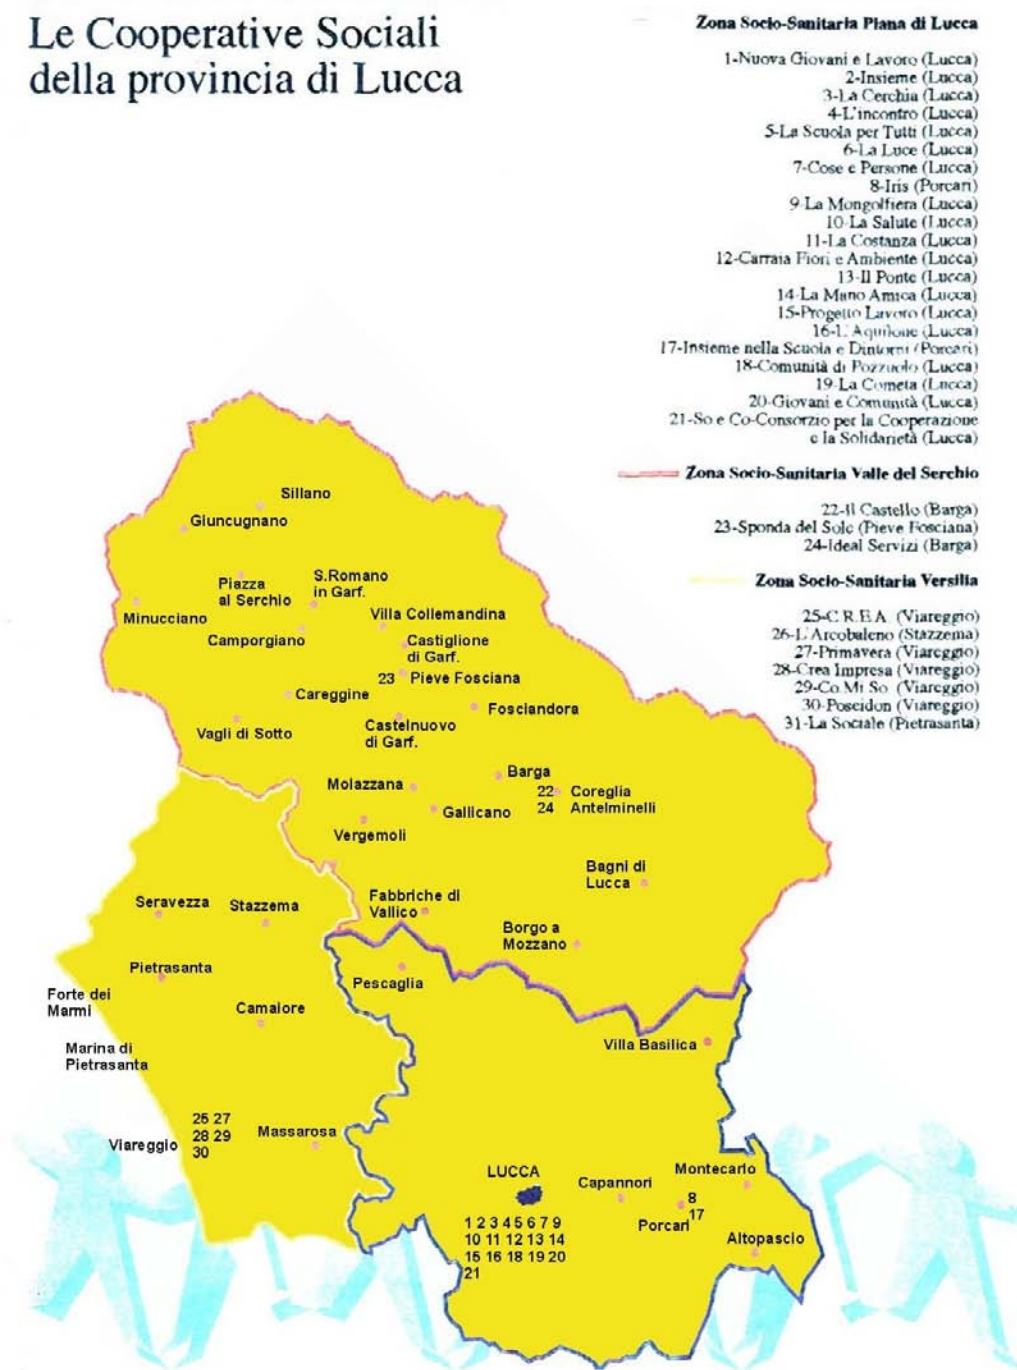 Le Cooperative Sociali
della provincia di Lucca
Zona Socio-Sanitaria Piana di Lucca
1-Nuova Giovani e Lavoro (Lucca)
2-Insieme (Lucca)
3-La Cerchia (Lucca)
4-L'incontro (Lucca)
5-La Scuola per Tutti (Lucca)
6-La Luce (Lucca)
7-Cose e Persone (Lucca)
8-Iris (Porcari)
9-La Mongolfiera (Lucca)
10-La Salute (Lucca)
11-La Costanza (Lucca)
12-Carraia Fiori e Ambiente (Lucca)
13-Il Ponte (Lucca)
14-La Mano Amica (Lucca)
15-Progetto Lavoro (Lucca)
16-L'Aquilone (Lucca)
17-Insieme nella Scuola e Dintorni (Porcari)
18-Comunità di Pozzuolo (Lucca)
19-La Cometa (Lucca)
20-Giovani e Comunità (Lucca)
21-So e Co-Consorzio per la Cooperazione
e la Solidarietà (Lucca)
Zona Socio-Sanitaria Valle del Serchio
22-Il Castello (Barga)
23-Sponda del Sole (Pieve Fosciana)
24-Ideal Servizi (Barga)
Zona Socio-Sanitaria Versilia
25-C.R.E.A. (Viareggio)
26-L'Arcobaleno (Stazzema)
27-Primavera (Viareggio)
28-Crea Impresa (Viareggio)
29-Co.Mi.So. (Viareggio)
30-Poseidon (Viareggio)
31-La Sociale (Pietrasanta)
Sillano
Giuncugnano
Piazza
al Serchio
S.Romano
in Garf.
Minucciano
Villa Collemandina
Camporgiano
Castiglione
di Garf.
23 Pieve Fosciana
Careggine
Fosciandora
Vagli di Sotto
Castelnuovo
di Garf.
Barga
Molazzana
22 Coreglia
24 Antelminelli
Gallicano
Vergemoli
Bagni di
Lucca
Fabbriche di
Vallico
Seravezza
Stazzema
Borgo a
Mozzano
Pietrasanta
Pescaglia
Forte dei
Marmi
Camaiore
Villa Basilica
Marina di
Pietrasanta
25 27
28 29
30
Viareggio
Massarosa
LUCCA
Capannori
Montecarlo
8
17
Porcari
1 2 3 4 5 6 7 9
10 11 12 13 14
15 16 18 19 20
21
Altopascio